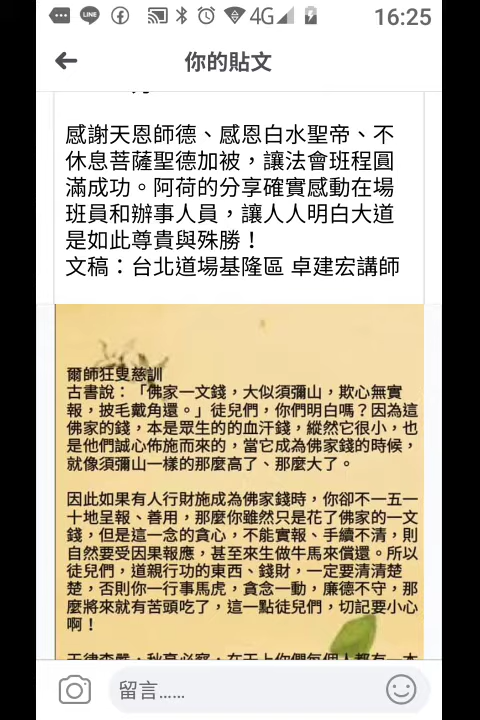 4G
16:25
你的貼文
感謝天恩師德、感恩白水聖帝、不
休息菩薩聖德加被，讓法會班程圓
滿成功。阿荷的分享確實感動在場
班員和辦事人員，讓人人明白大道
是如此尊貴與殊勝！
文稿：台北道場基隆區 卓建宏講師
爾師狂叟慈訓
古書說：「佛家一文錢，大似須彌山，欺心無實
報，披毛戴角還。」徒兒們，你們明白嗎？因為這
佛家的錢，本是眾生的的血汗錢，縱然它很小，也
是他們誠心佈施而來的，當它成為佛家錢的時候，
就像須彌山一樣的那麼高了、那麼大了。
因此如果有人行財施成為佛家錢時，你卻不一五一
十地呈報、善用，那麼你雖然只是花了佛家的一文
錢，但是這一念的貪心，不能實報、手續不清，則
自然要受因果報應，甚至來生做牛馬來償還。所以
徒兒們，道親行功的東西、錢財，一定要清清楚
楚，否則你一行事馬虎，貪念一動，廉德不守，那
麼將來就有苦頭吃了，這一點徒兒們，切記要小心
啊！
留言......